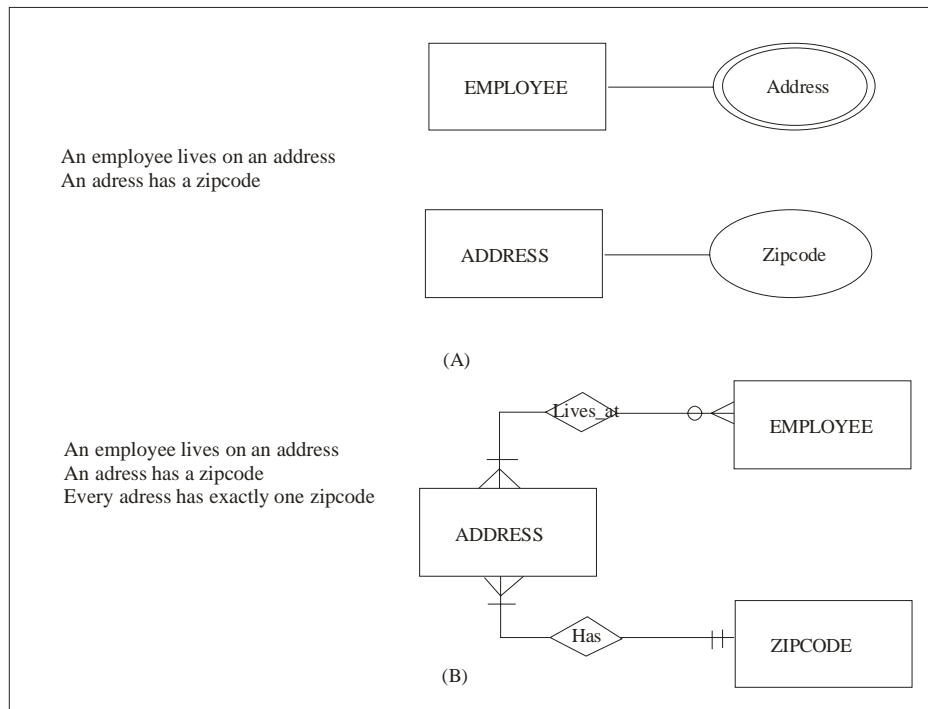 EMPLOYEE
Address
An employee lives on an address
An adress has a zipcode
ADDRESS
Zipcode
(A)
Lives_at
EMPLOYEE
An employee lives on an address
An adress has a zipcode
Every adress has exactly one zipcode
ADDRESS
Has
ZIPCODE
(B)